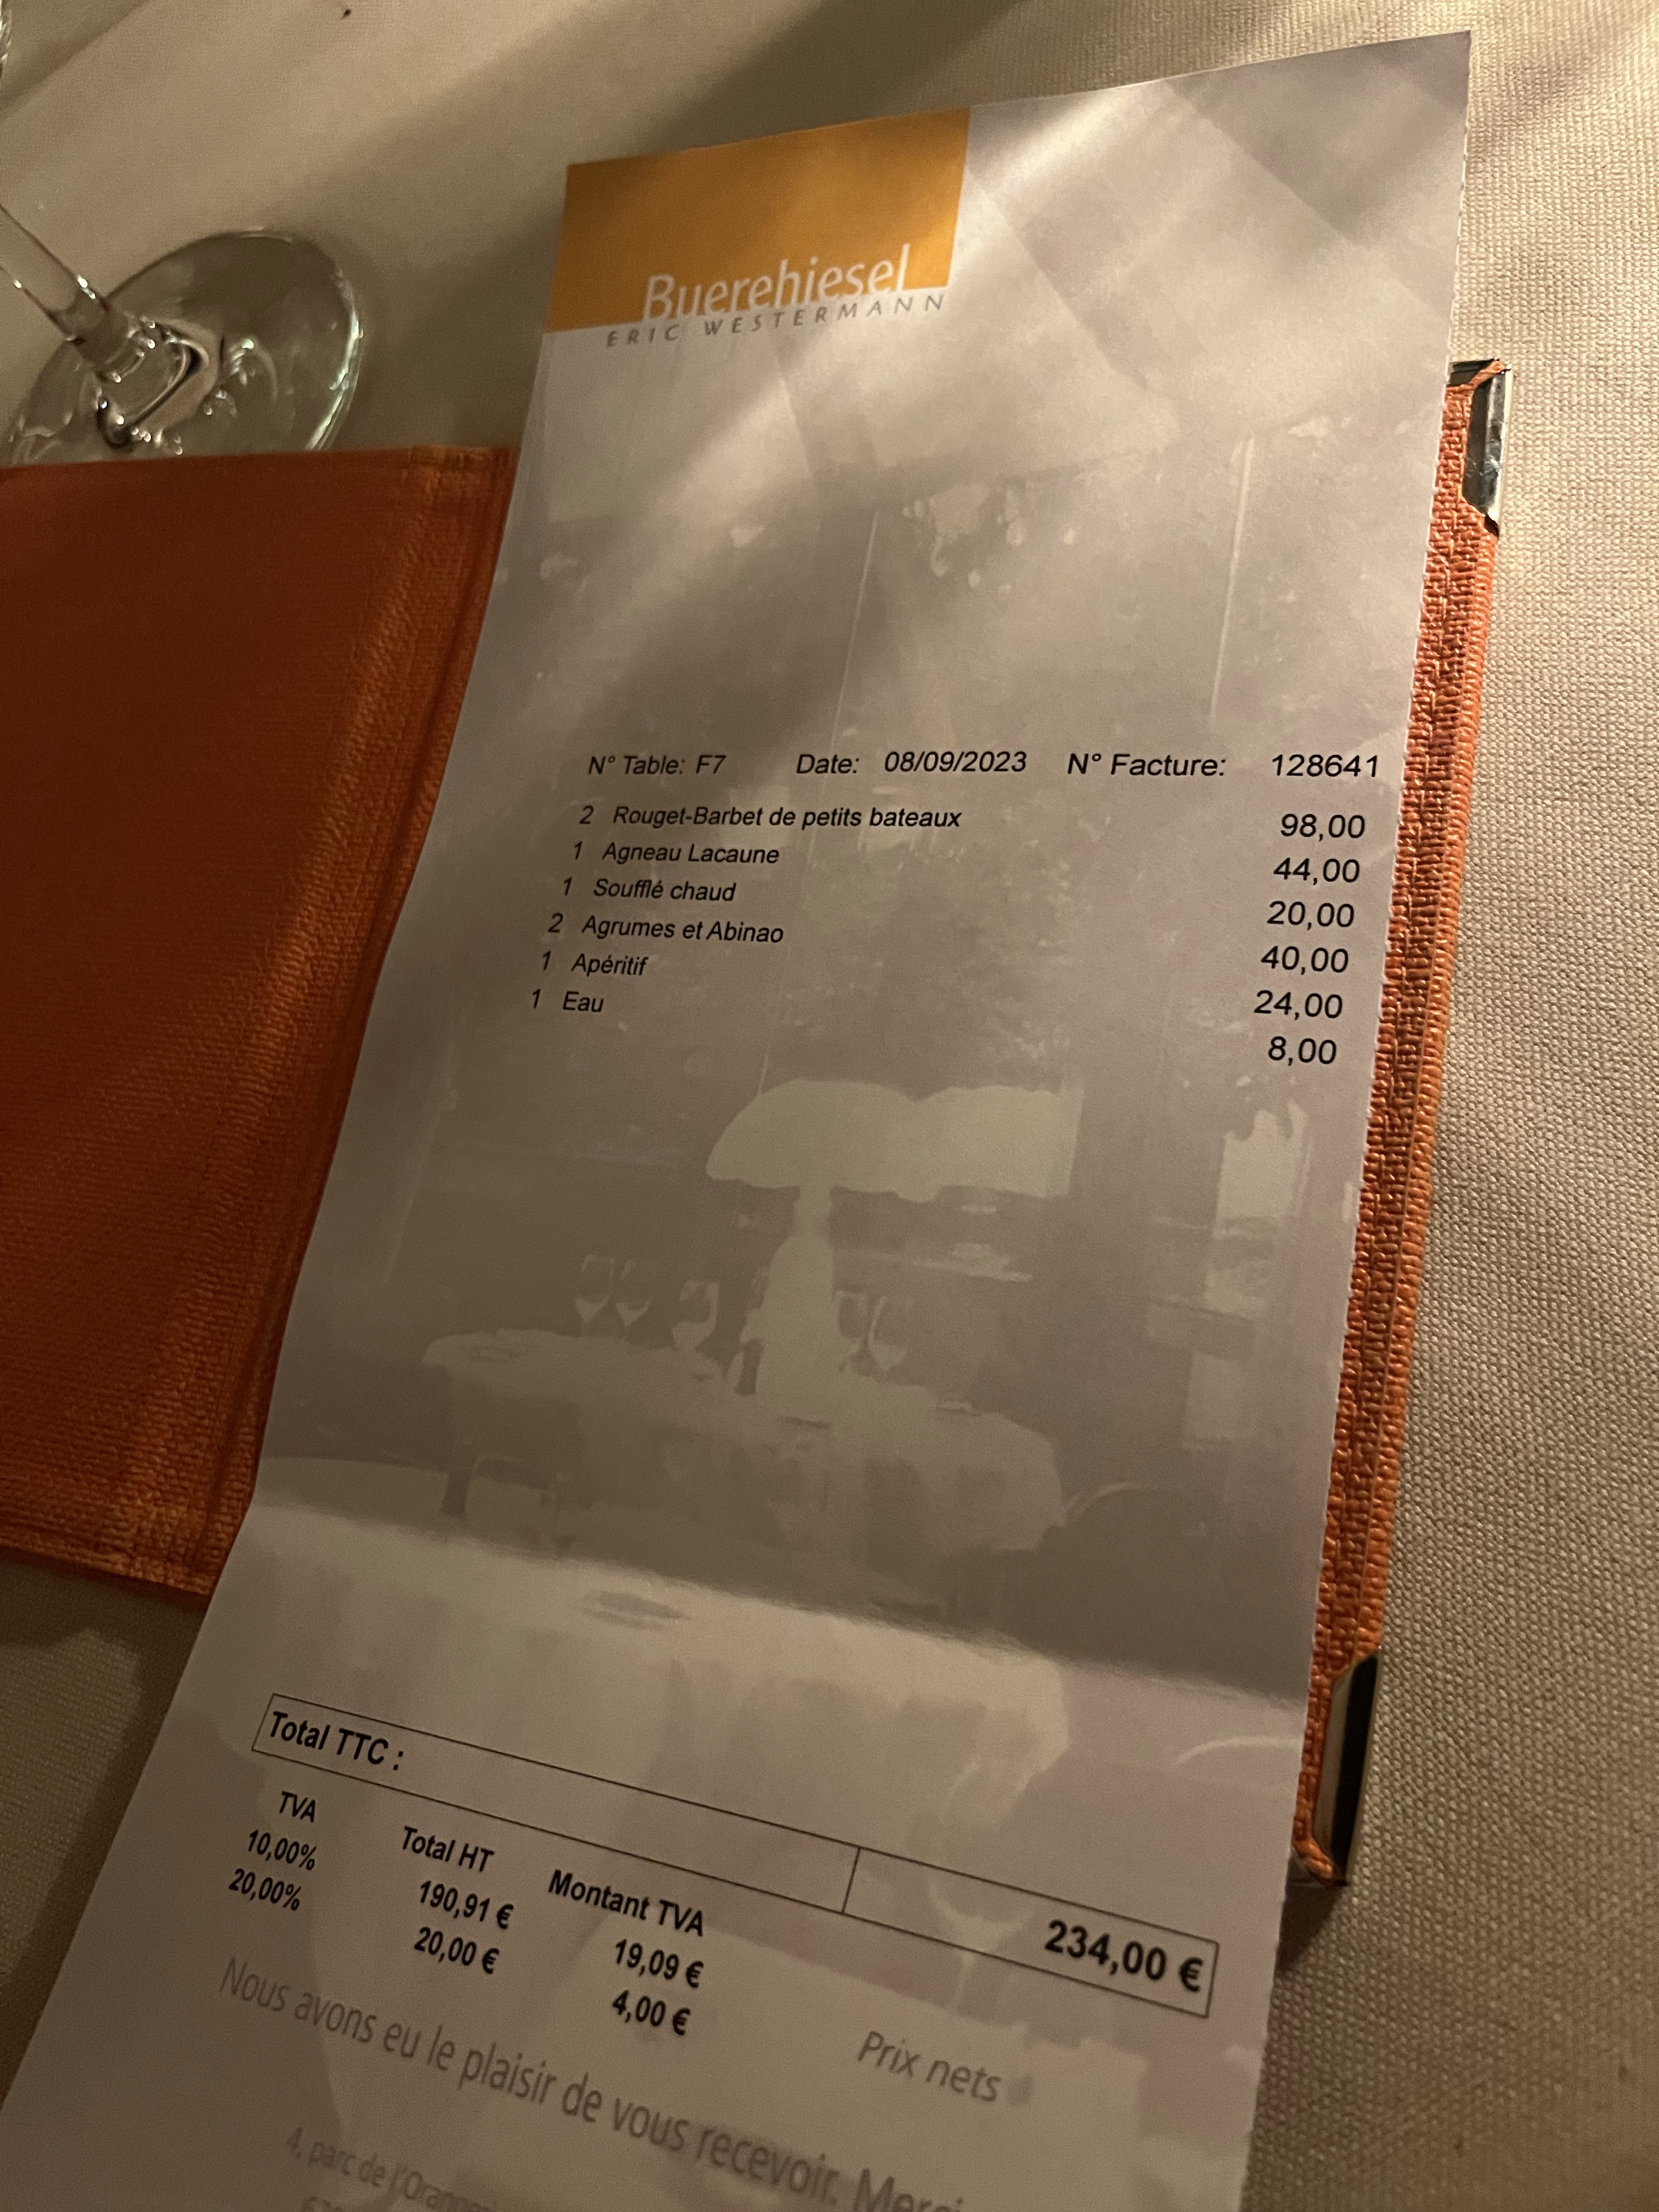 Buerehiesel
ERIC WESTERMANN
N° Table: F7 Date: 08/09/2023 N° Facture: 128641
2 Rouget-Barbet de petits bateaux 98,00
1 Agneau Lacaune 44,00
1 Soufflé chaud 20,00
2 Agrumes et Abinao 40,00
1 Apéritif 24,00
1 Eau 8,00
Total TTC : 234,00 €
TVA Total HT Montant TVA
10,00% 190,91 € 19,09 €
20,00% 20,00 € 4,00 €
Prix nets
Nous avons eu le plaisir de vous recevoir. Merci
4, parc de l'Oranger